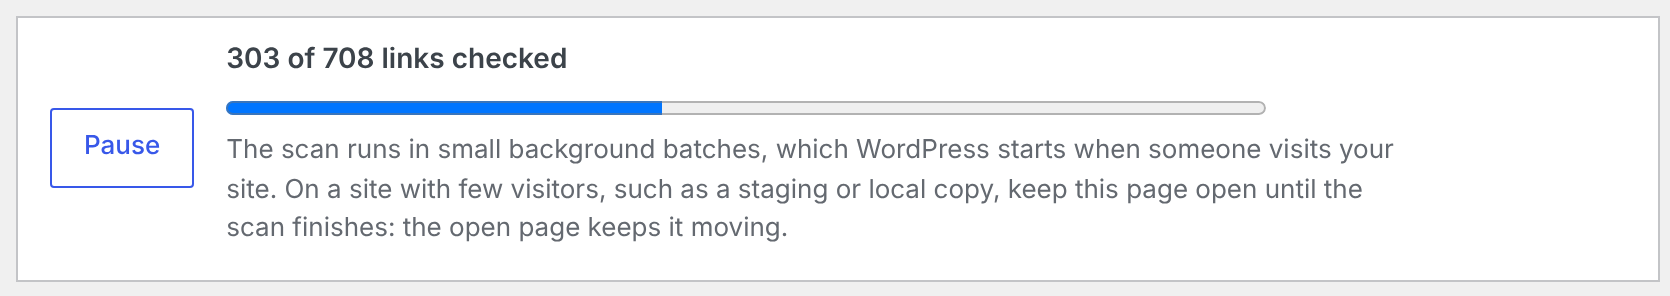 303 of 708 links checked
Pause
The scan runs in small background batches, which WordPress starts when someone visits your
site. On a site with few visitors, such as a staging or local copy, keep this page open until the
scan finishes: the open page keeps it moving.